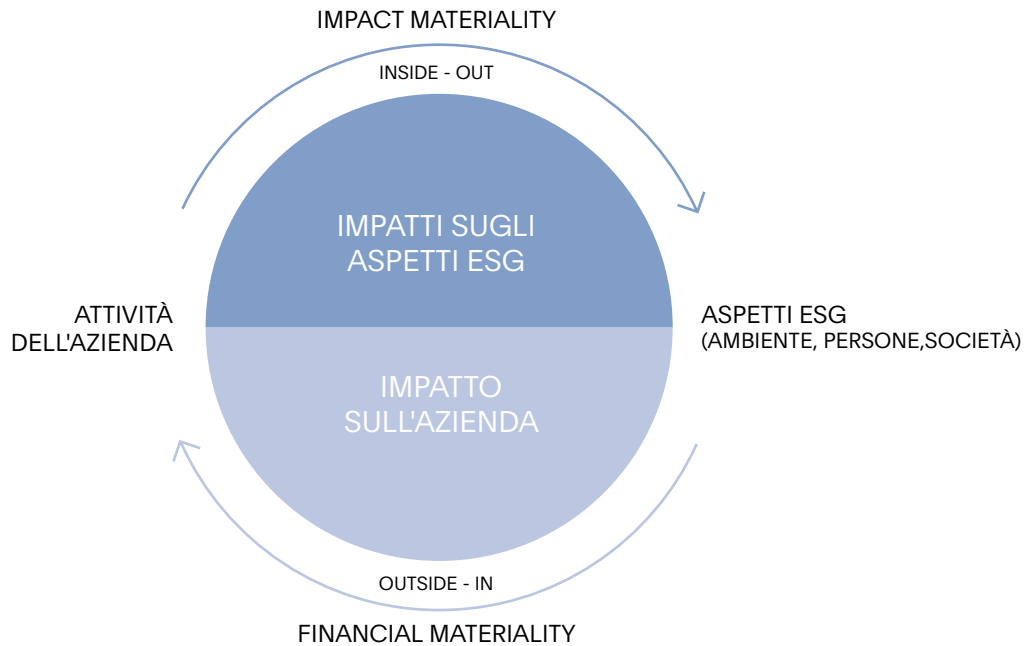 IMPACT MATERIALITY
INSIDE - OUT
IMPATTI SUGLI
ASPETTI ESG
ATTIVITÀ
DELL'AZIENDA
ASPETTI ESG
(AMBIENTE, PERSONE,SOCIETÀ)
IMPATTO
SULL'AZIENDA
OUTSIDE - IN
FINANCIAL MATERIALITY